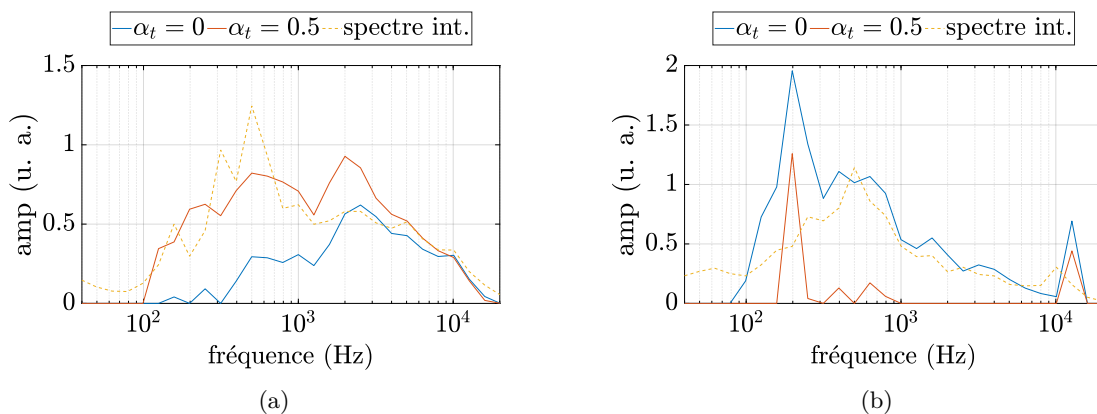 α_t = 0 α_t = 0.5 spectre int.
1.5
1
0.5
0
amp (u. a.)
10^2 10^3 10^4
fréquence (Hz)
(a)
α_t = 0 α_t = 0.5 spectre int.
2
1.5
1
0.5
0
amp (u. a.)
10^2 10^3 10^4
fréquence (Hz)
(b)